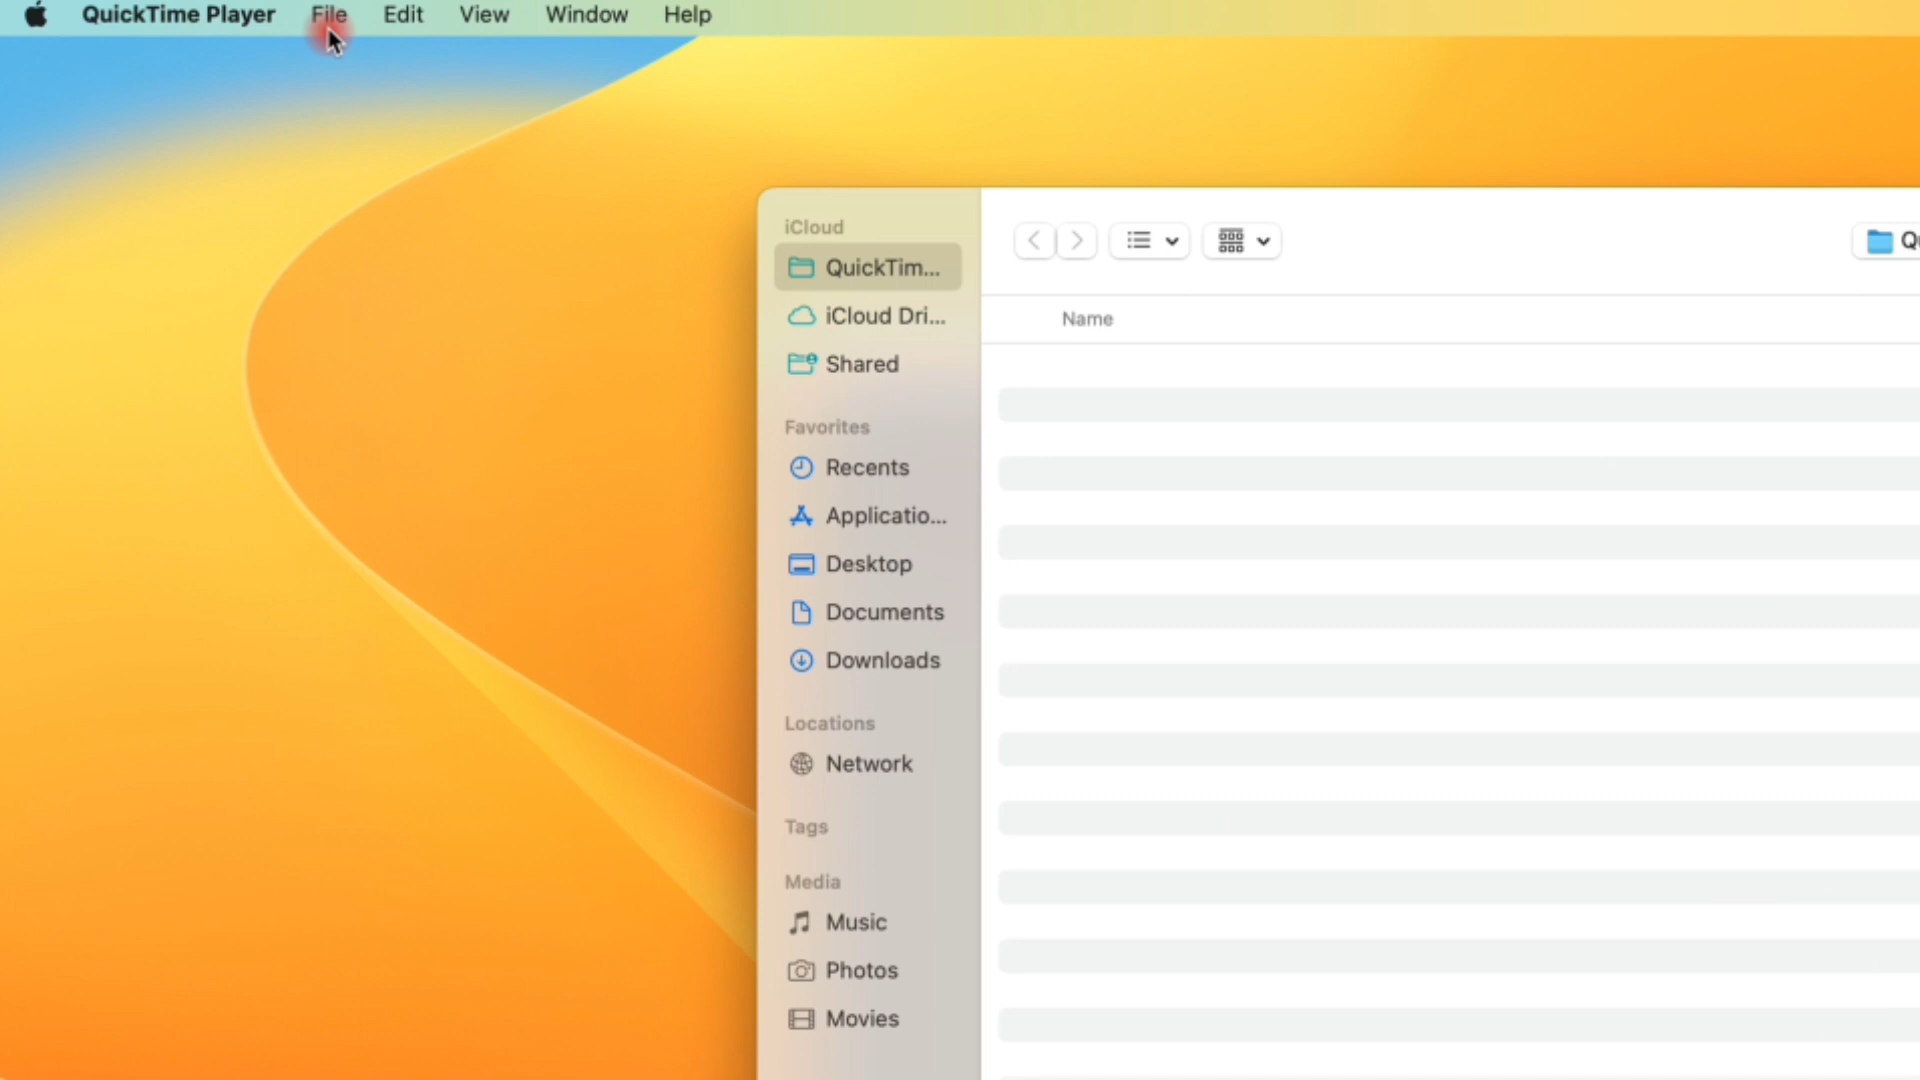 QuickTime Player File Edit View Window Help
iCloud
QuickTim...
iCloud Dri...
Shared
Favorites
Recents
Applicatio...
Desktop
Documents
Downloads
Locations
Network
Tags
Media
Music
Photos
Movies
Qu
Name